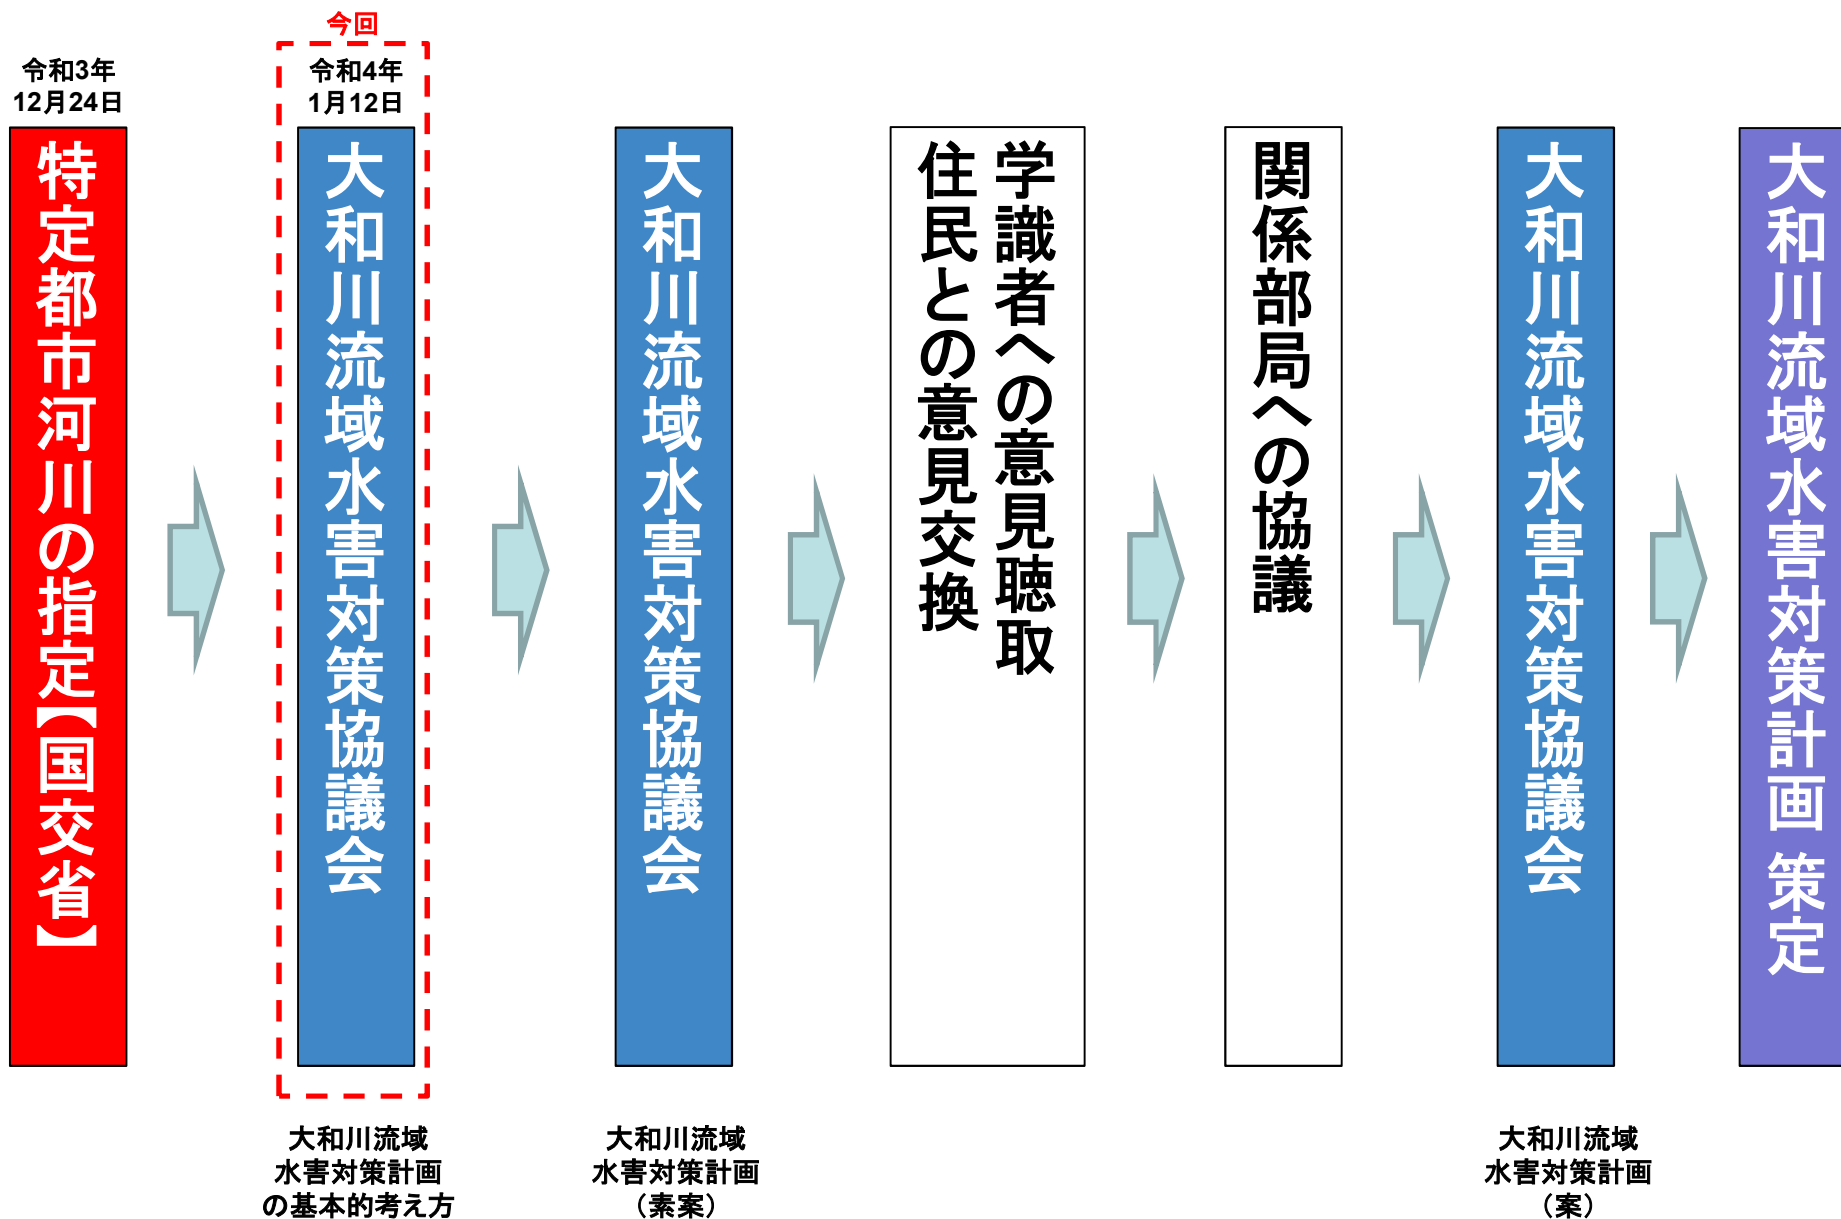 令和3年
12月24日
特定都市河川の指定【国交省】
今回
令和4年
1月12日
大和川流域水害対策協議会
大和川流域
水害対策計画
の基本的考え方
大和川流域水害対策協議会
大和川流域
水害対策計画
（素案）
学識者への意見聴取
住民との意見交換
関係部局への協議
大和川流域水害対策協議会
大和川流域
水害対策計画
（案）
大和川流域水害対策計画 策定